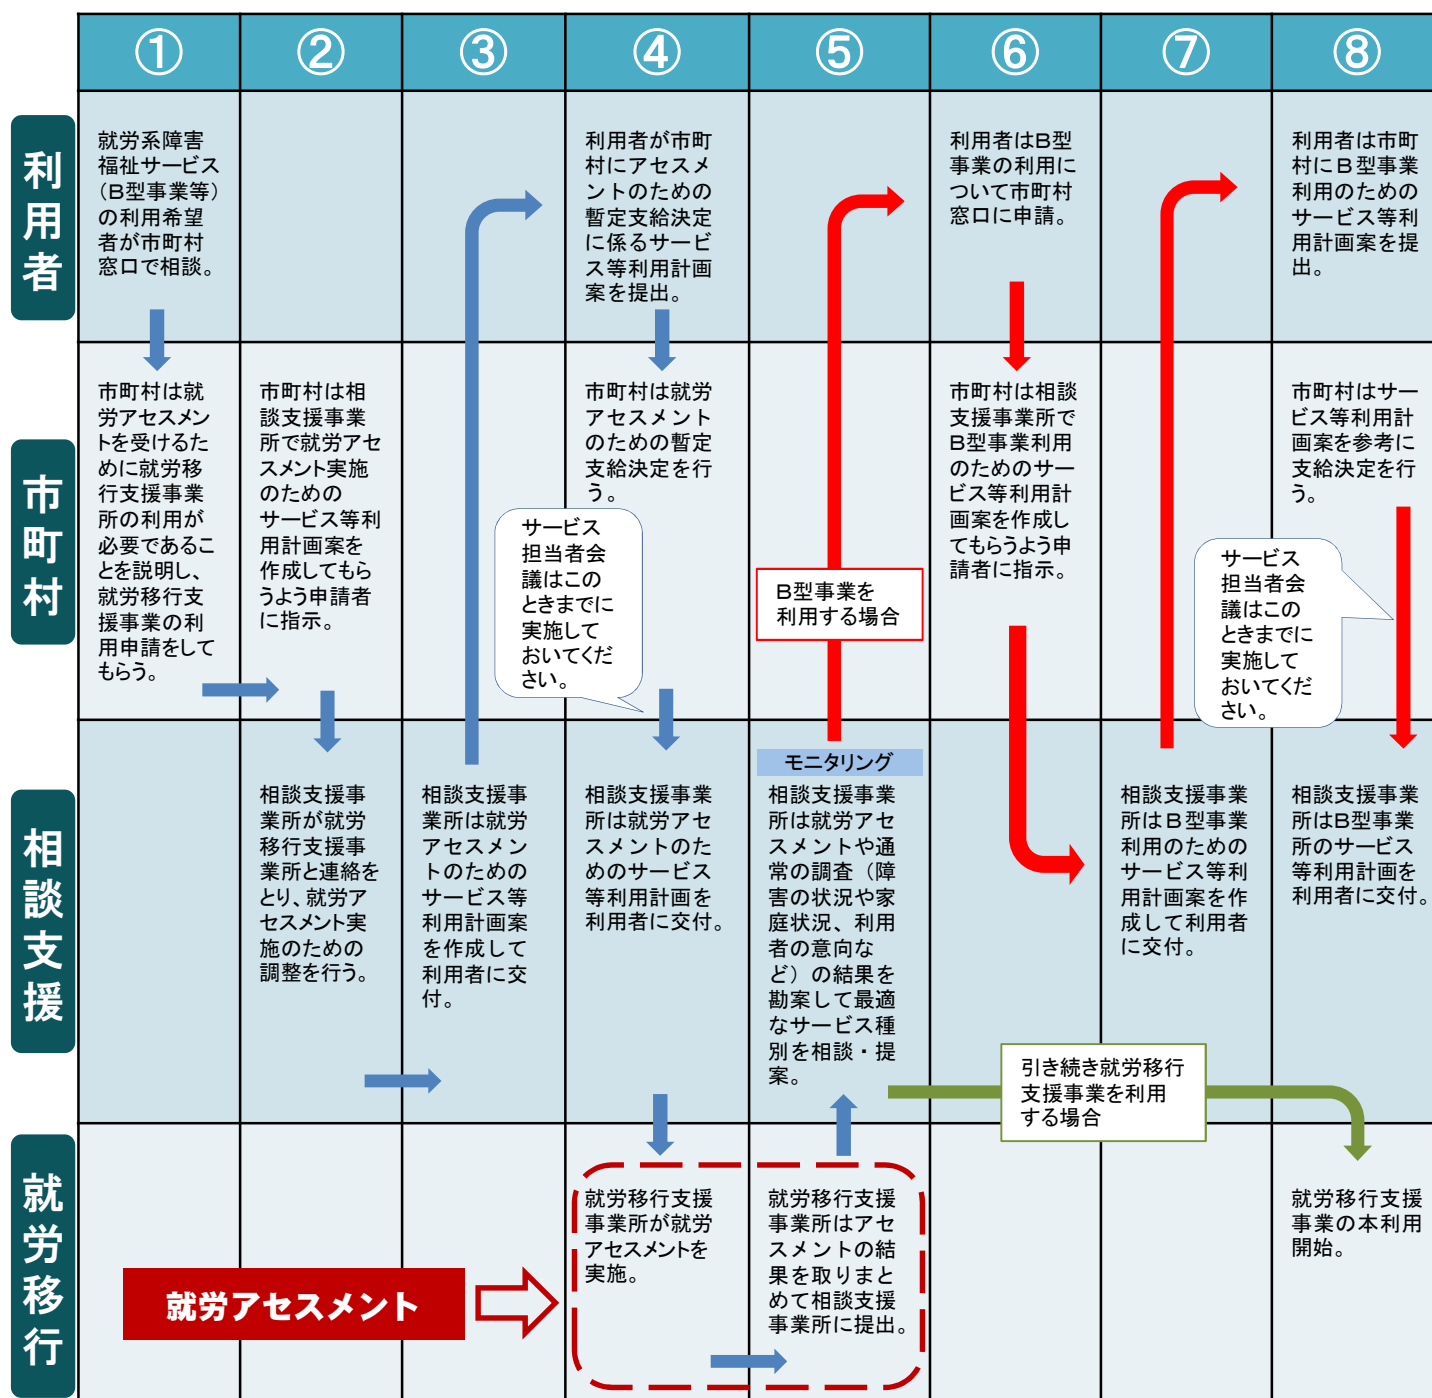 ①
②
③
④
⑤
⑥
⑦
⑧
利用者
就労系障害
福祉サービス
（B型事業等）
の利用希望
者が市町村
窓口で相談。
利用者が市町
村にアセスメ
ントのための
暫定支給決定
に係るサービ
ス等利用計画
案を提出。
利用者はB型
事業の利用に
ついて市町村
窓口に申請。
利用者は市町
村にＢ型事業
利用のための
サービス等利
用計画案を提
出。
市町村
市町村は就
労アセスメン
トを受けるた
めに就労移
行支援事業
所の利用が
必要であるこ
とを説明し、
就労移行支
援事業の利
用申請をして
もらう。
市町村は相
談支援事業
所で就労アセ
スメント実施
のための
サービス等利
用計画案を
作成してもら
うよう申請者
に指示。
市町村は就労
アセスメント
のための暫定
支給決定を行
う。
サービス
担当者会
議はこの
ときまでに
実施して
おいてくだ
さい。
B型事業を
利用する場合
市町村は相談
支援事業所で
B型事業利用
のためのサー
ビス等利用計
画案を作成し
てもらうよう申
請者に指示。
市町村はサー
ビス等利用計
画案を参考に
支給決定を行
う。
サービス
担当者会
議はこの
ときまでに
実施して
おいてくだ
さい。
相談支援
相談支援事
業所が就労
移行支援事
業所と連絡を
とり、就労ア
セスメント実
施のための
調整を行う。
相談支援事
業所は就労
アセスメン
トのための
サービス等
利用計画案
を作成して
利用者に交
付。
相談支援事業
所は就労アセ
スメントのた
めのサービス
等利用計画を
利用者に交付。
モニタリング
相談支援事業
所は就労アセ
スメントや通
常の調査（障
害の状況や家
庭状況、利用
者の意向な
ど）の結果を
勘案して最適
なサービス種
別を相談・提
案。
相談支援事業
所はＢ型事業
利用のための
サービス等利
用計画案を作
成して利用者
に交付。
相談支援事業
所はB型事業
所のサービス
等利用計画を
利用者に交付。
引き続き就労移行
支援事業を利用
する場合
就労移行
就労アセスメント
就労移行支援
事業所が就労
アセスメントを
実施。
就労移行支援
事業所はアセ
スメントの結
果を取りまと
めて相談支援
事業所に提出。
就労移行支援
事業の本利用
開始。